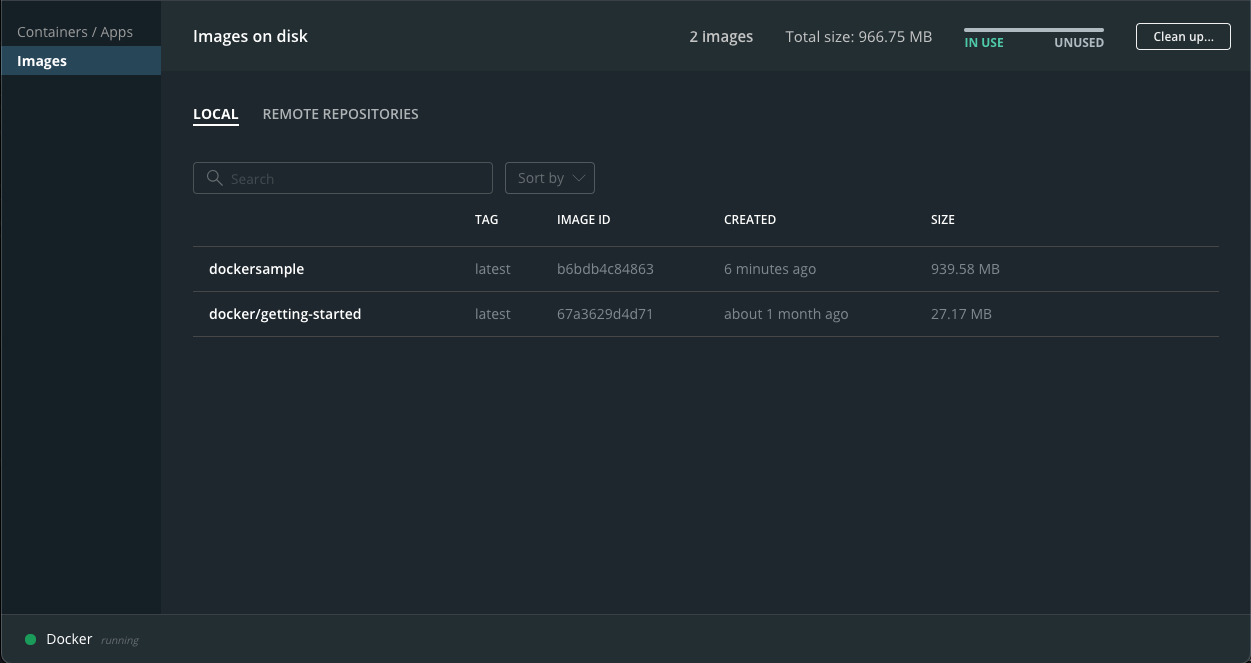 Containers / Apps
Images
Images on disk
2 images
Total size: 966.75 MB
IN USE
UNUSED
Clean up...
LOCAL
REMOTE REPOSITORIES
Search
Sort by
TAG IMAGE ID CREATED SIZE
dockersample latest b6bdb4c84863 6 minutes ago 939.58 MB
docker/getting-started latest 67a3629d4d71 about 1 month ago 27.17 MB
Docker running